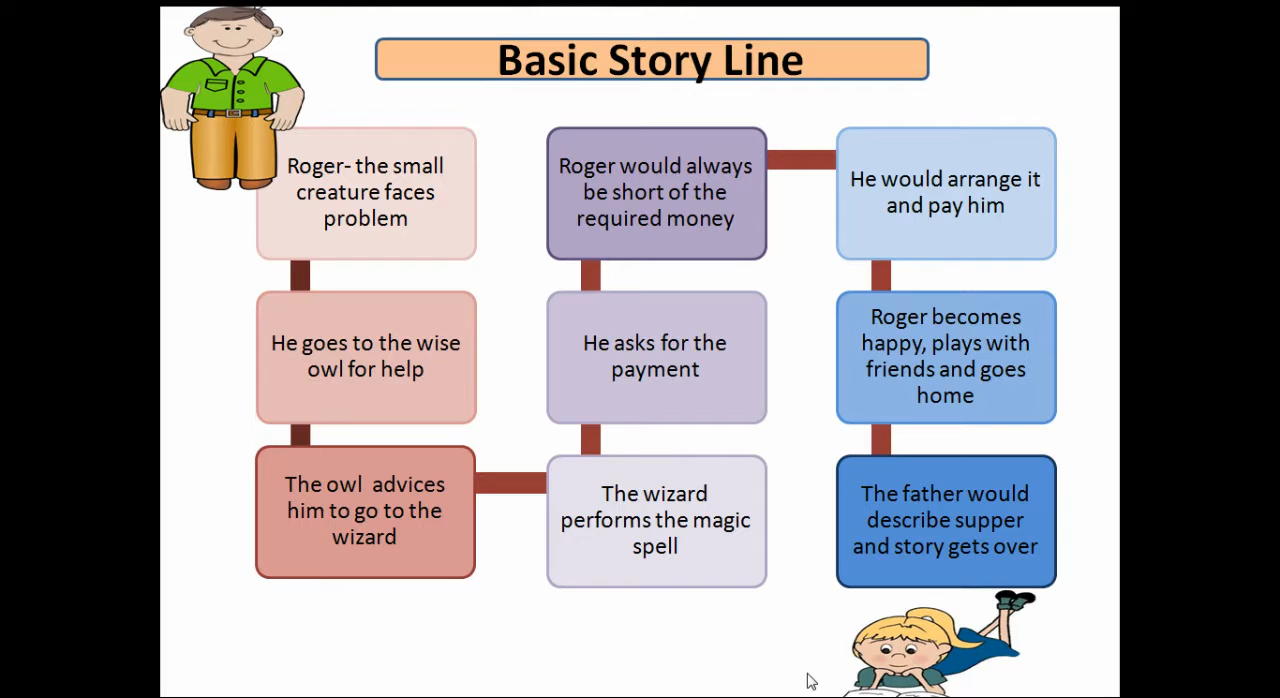 Basic Story Line
Roger- the small
creature faces
problem
He goes to the wise
owl for help
The owl advices
him to go to the
wizard
The wizard
performs the magic
spell
He asks for the
payment
Roger would always
be short of the
required money
He would arrange it
and pay him
Roger becomes
happy, plays with
friends and goes
home
The father would
describe supper
and story gets over